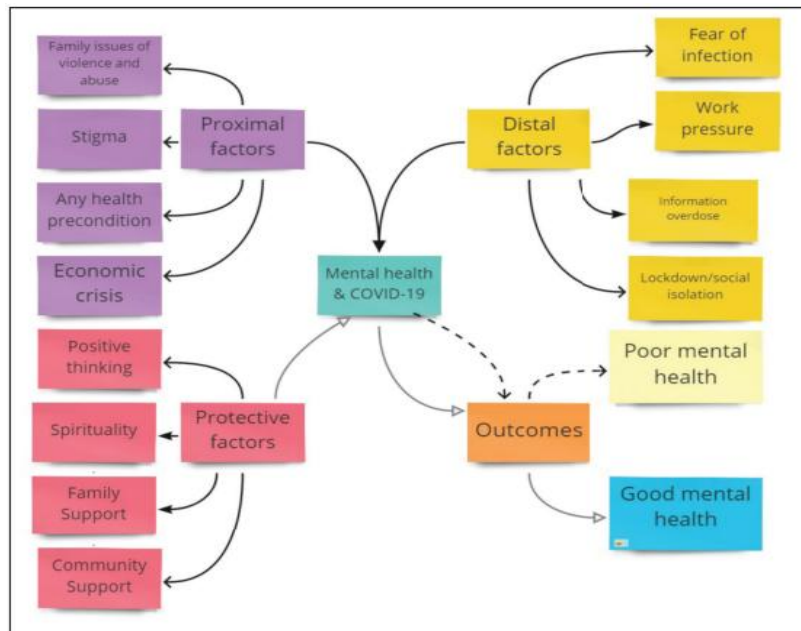 Family issues of
violence and
abuse
Stigma
Any health
precondition
Economic
crisis
Proximal
factors
Distal
factors
Fear of
infection
Work
pressure
Information
overdose
Lockdown/social
isolation
Mental health
& COVID-19
Positive
thinking
Spirituality
Family
Support
Community
Support
Protective
factors
Outcomes
Poor mental
health
Good mental
health